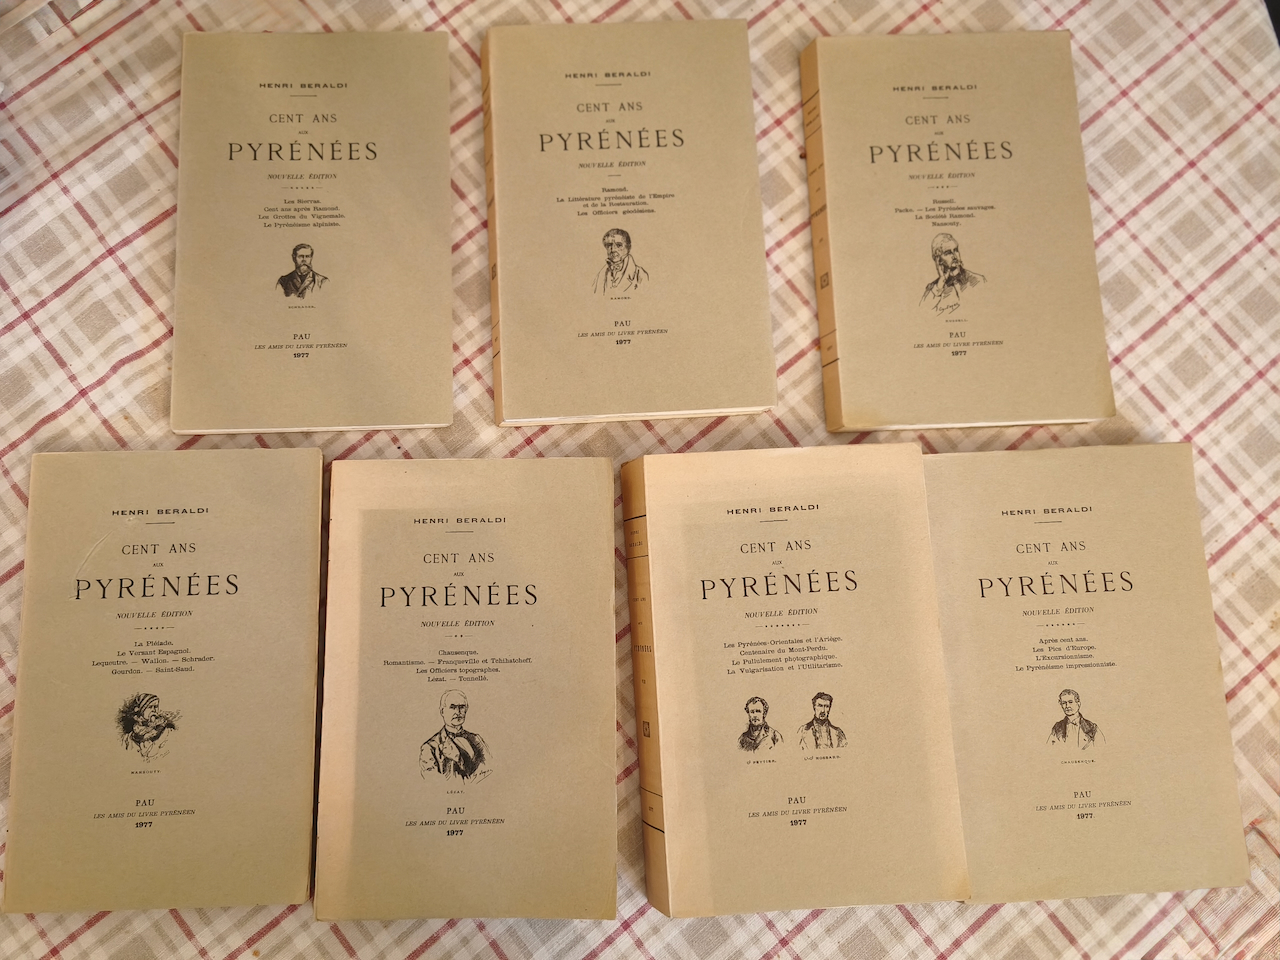 HENRI BERALDI
CENT ANS
AUX
PYRÉNÉES
NOUVELLE ÉDITION
Les Sierras.
Cent ans après Ramond.
Les Grottes du Vignemale.
Le Pyrénéisme alpiniste.
PAU
LES AMIS DU LIVRE PYRÉNÉEN
1977
HENRI BERALDI
CENT ANS
AUX
PYRÉNÉES
NOUVELLE ÉDITION
Ramond.
La Littérature pyrénéiste de l'Empire
et de la Restauration.
Les Officiers géodésiens.
RAMOND.
PAU
LES AMIS DU LIVRE PYRÉNÉEN
1977
HENRI BERALDI
CENT ANS
AUX
PYRÉNÉES
NOUVELLE ÉDITION
Russell.
Packe. — Les Pyrénées sauvages.
La Société Ramond.
Nansouty.
RUSSELL.
PAU
LES AMIS DU LIVRE PYRÉNÉEN
1977
HENRI BERALDI
CENT ANS
AUX
PYRÉNÉES
NOUVELLE ÉDITION
La Pléiade.
Le Versant Espagnol.
Lequeutre. — Wallon. — Schrader.
Gourdon. — Saint-Saud.
NANSOUTY.
PAU
LES AMIS DU LIVRE PYRÉNÉEN
1977
HENRI BERALDI
CENT ANS
AUX
PYRÉNÉES
NOUVELLE ÉDITION
Chausenque.
Romantisme. — Franqueville et Tchihatcheff.
Les Officiers topographes.
Lézat. — Tonnellé.
LÉZAT.
PAU
LES AMIS DU LIVRE PYRÉNÉEN
1977
HENRI BERALDI
CENT ANS
AUX
PYRÉNÉES
NOUVELLE ÉDITION
Les Pyrénées-Orientales et l'Ariège.
Centenaire du Mont-Perdu.
Le Pullulement photographique.
La Vulgarisation et l'Utilitarisme.
PEYTIER.
HOSSARD.
PAU
LES AMIS DU LIVRE PYRÉNÉEN
1977
HENRI BERALDI
CENT ANS
AUX
PYRÉNÉES
NOUVELLE ÉDITION
Après cent ans.
Les Pics d'Europe.
L'Excursionnisme.
Le Pyrénéisme impressionniste.
CHAUSENQUE.
PAU
LES AMIS DU LIVRE PYRÉNÉEN
1977